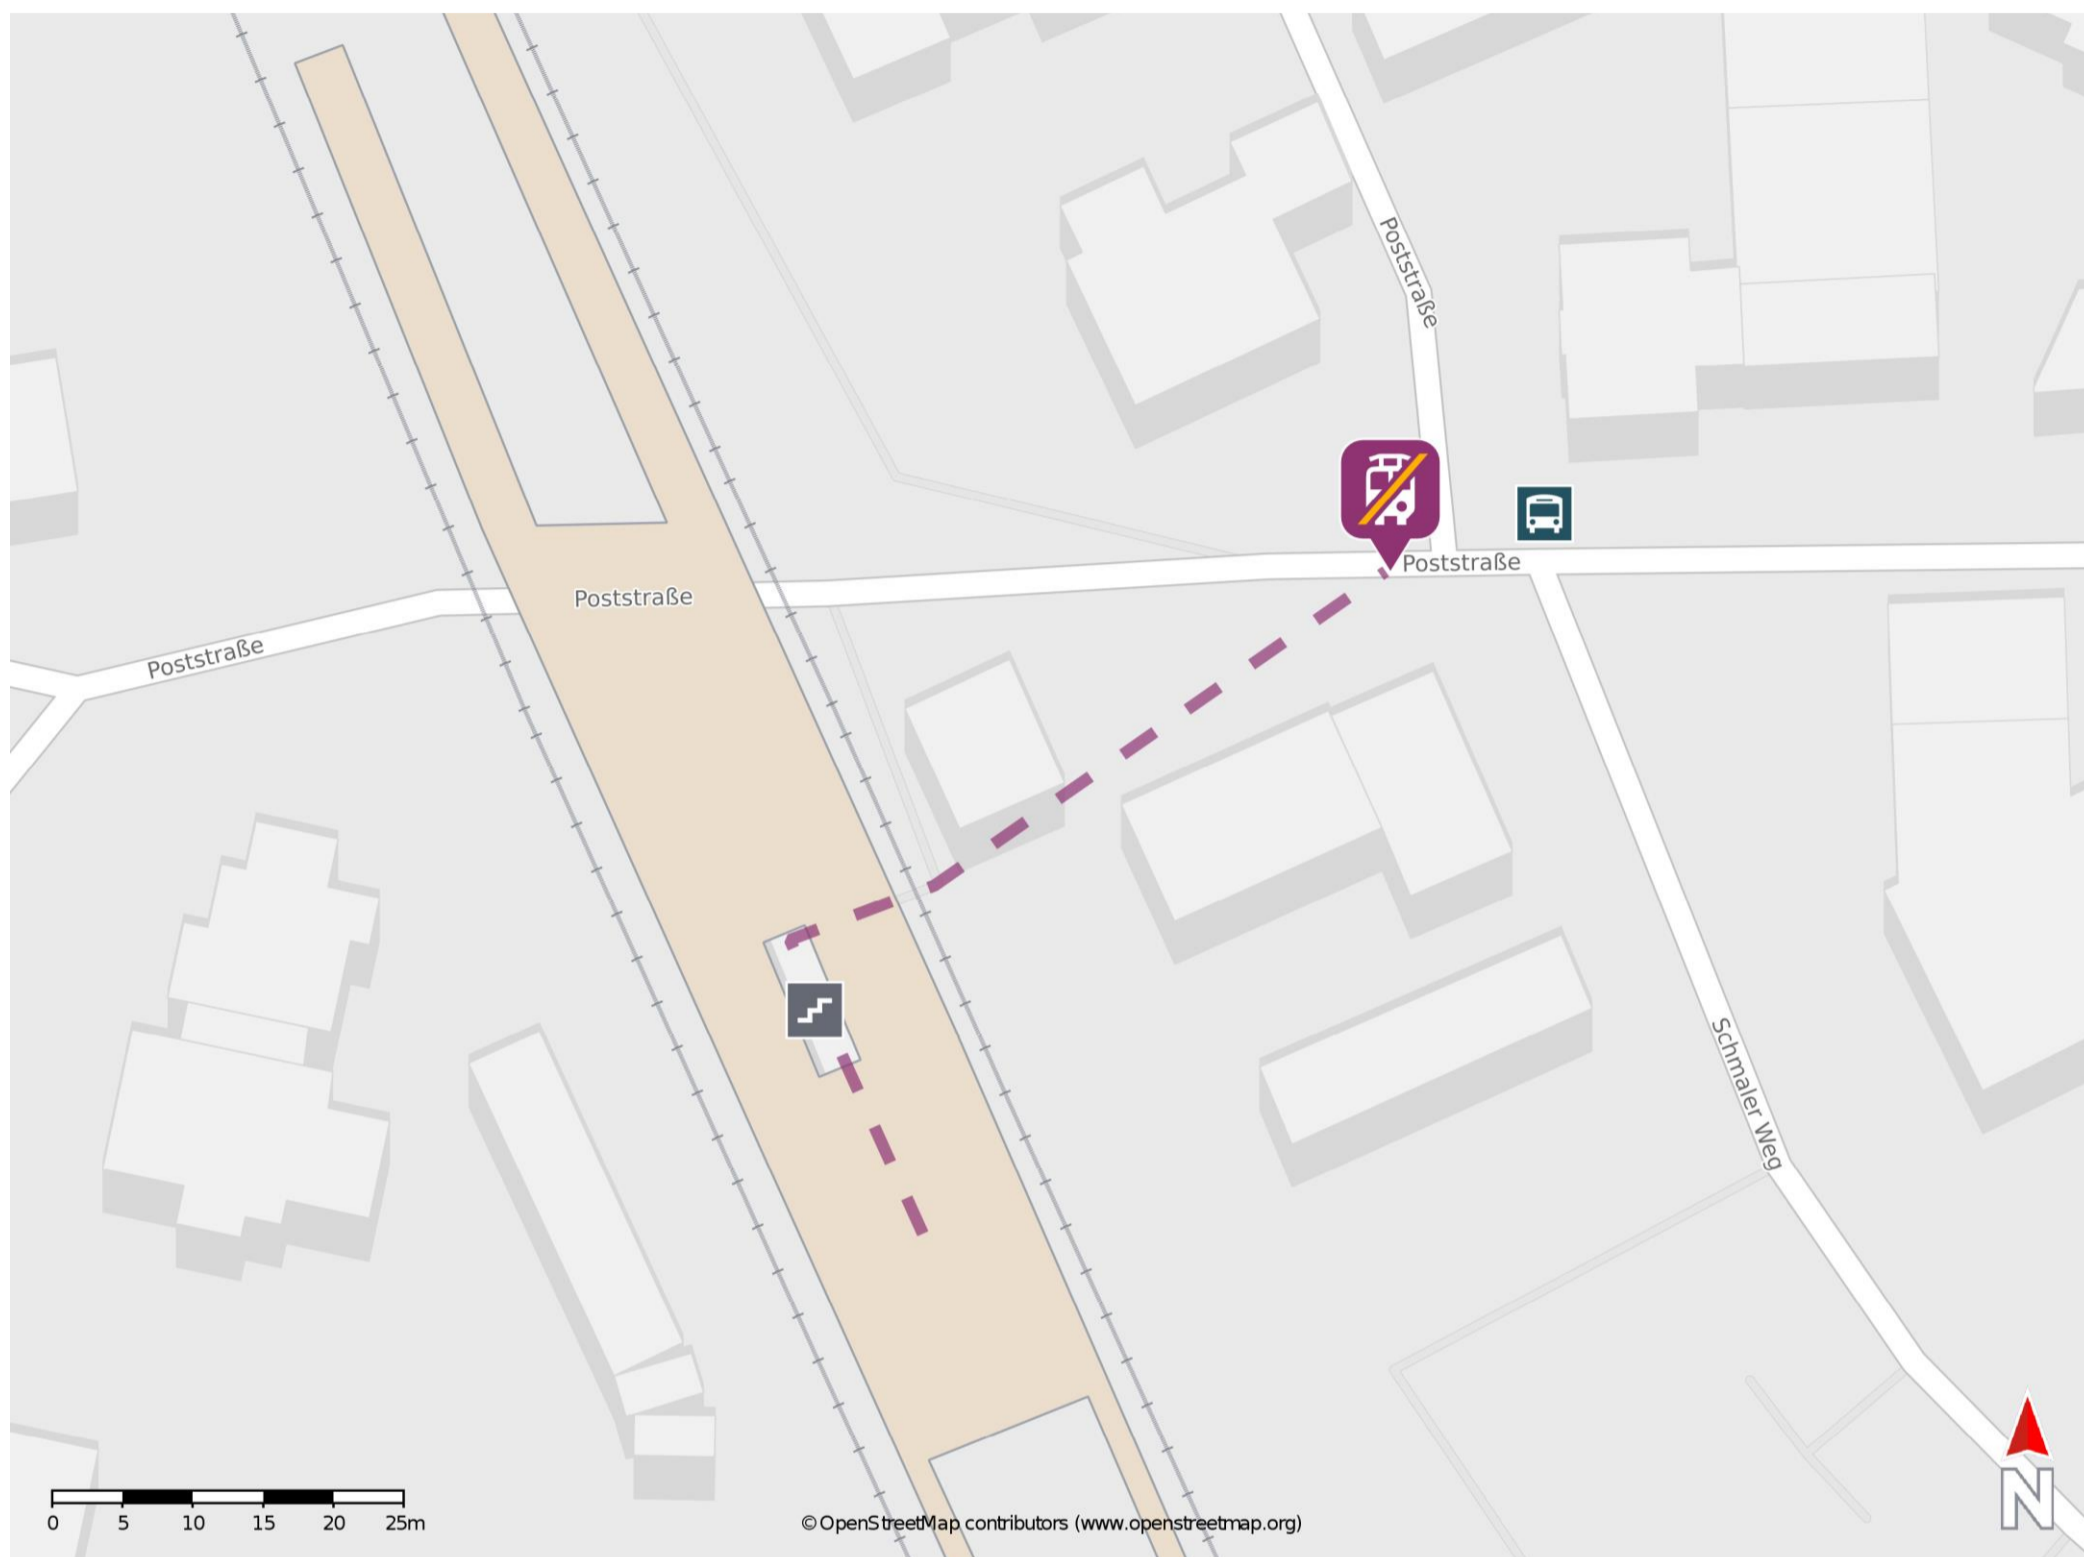 Poststraße
Poststraße
Poststraße
Poststraße
Schmaler Weg
N
0 5 10 15 20 25m
© OpenStreetMap contributors (www.openstreetmap.org)